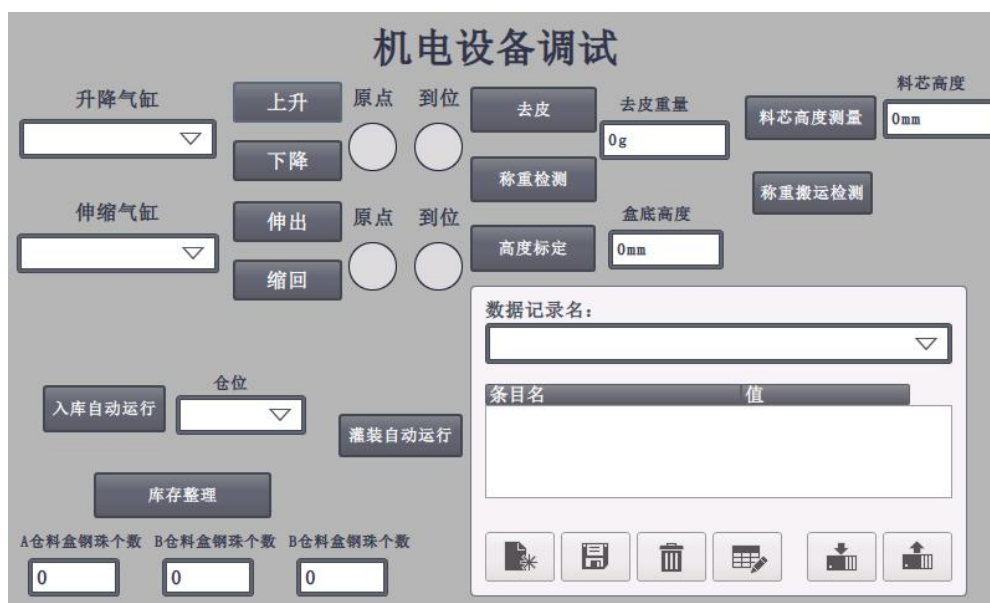 机电设备调试
升降气缸
上升
下降
原点
到位
伸缩气缸
伸出
缩回
原点
到位
去皮
去皮重量
0g
称重检测
高度标定
盒底高度
0mm
料芯高度测量
料芯高度
0mm
称重搬运检测
入库自动运行
仓位
灌装自动运行
库存整理
A仓料盒钢珠个数
B仓料盒钢珠个数
B仓料盒钢珠个数
0
0
0
数据记录名：
条目名
值